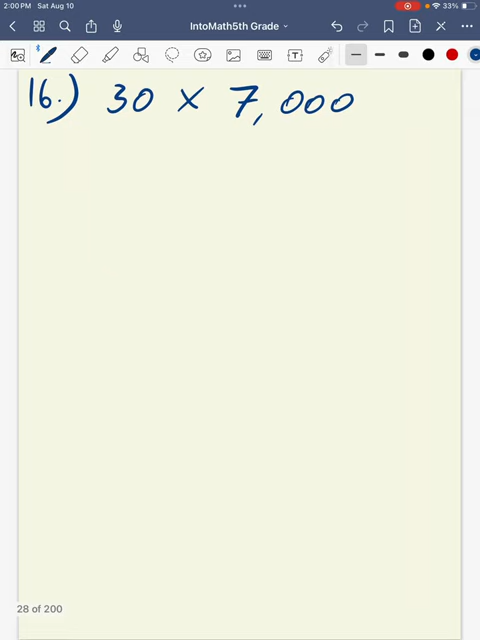 2:00 PM Sat Aug 10 33%
IntoMath5th Grade
T
16.) 30 × 7,000
28 of 200